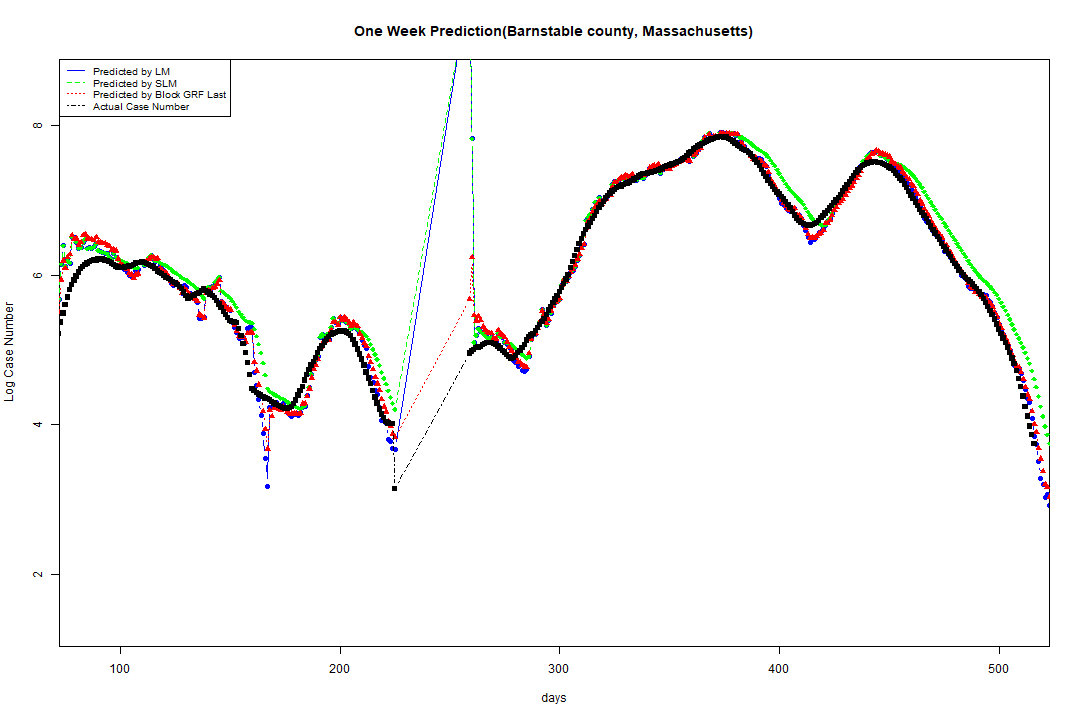 One Week Prediction(Barnstable county, Massachusetts)
Predicted by LM
Predicted by SLM
Predicted by Block GRF Last
Actual Case Number
8
6
4
2
Log Case Number
100 200 300 400 500
days